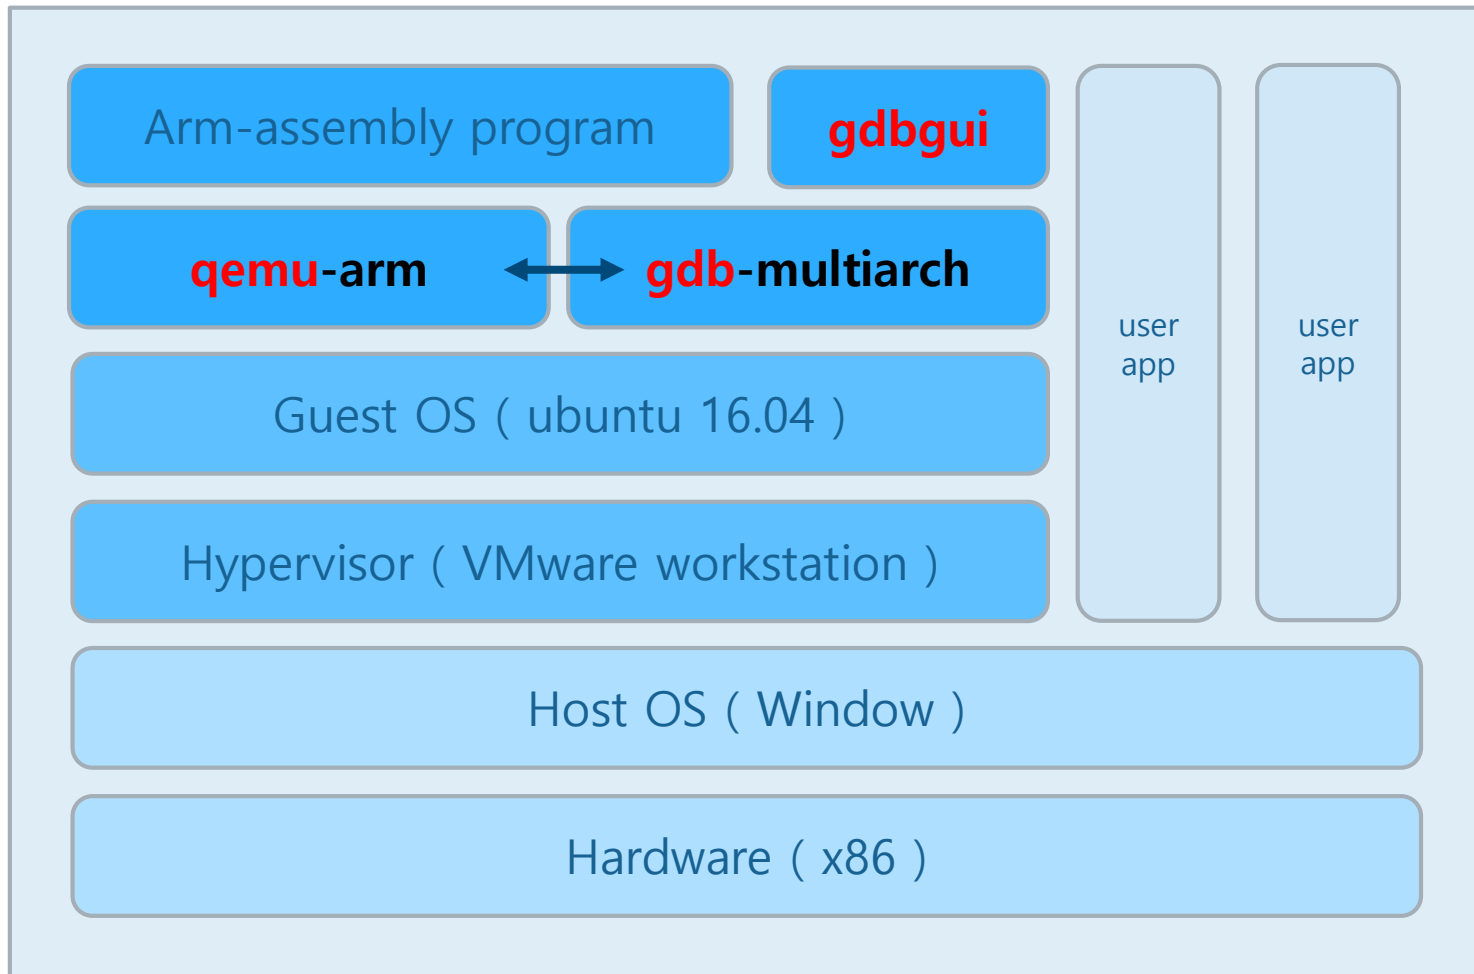 Arm-assembly program
gdbgui
qemu-arm
gdb-multiarch
user
app
user
app
Guest OS ( ubuntu 16.04 )
Hypervisor ( VMware workstation )
Host OS ( Window )
Hardware ( x86 )